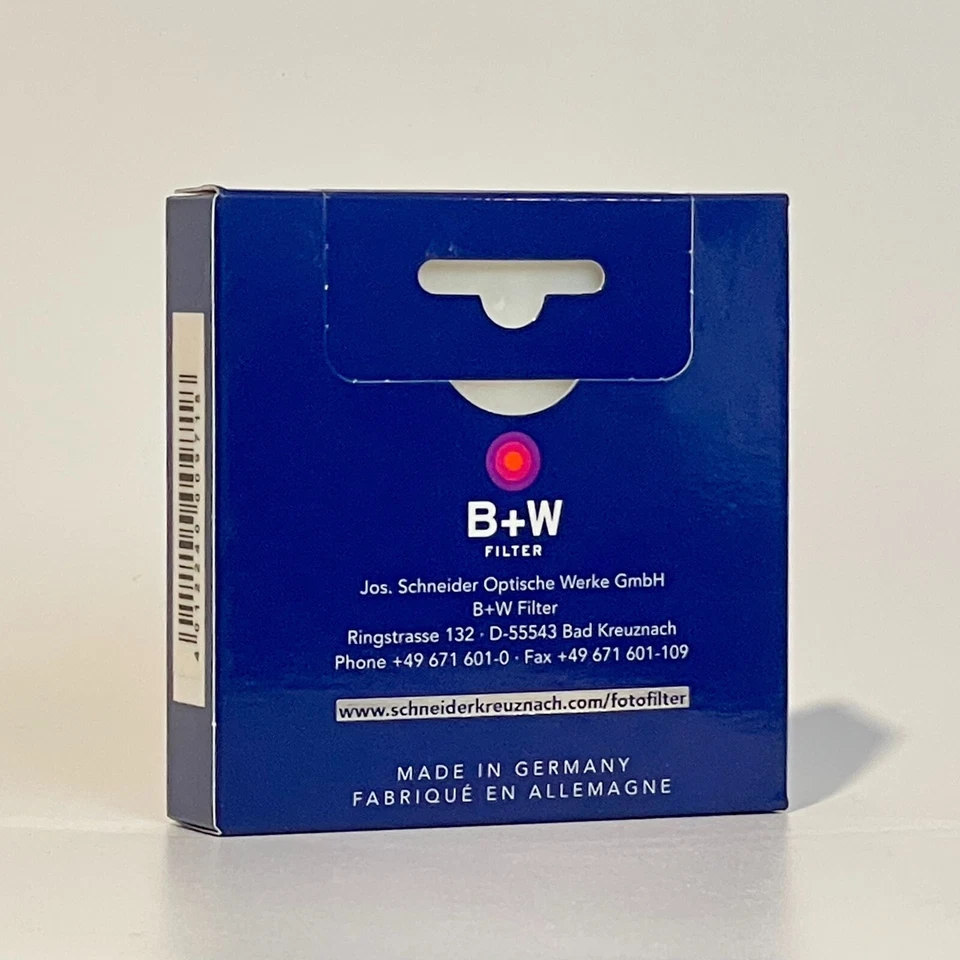 B+W
FILTER
Jos. Schneider Optische Werke GmbH
B+W Filter
Ringstrasse 132 · D-55543 Bad Kreuznach
Phone +49 671 601-0 · Fax +49 671 601-109
www.schneiderkreuznach.com/fotofilter
MADE IN GERMANY
FABRIQUÉ EN ALLEMAGNE